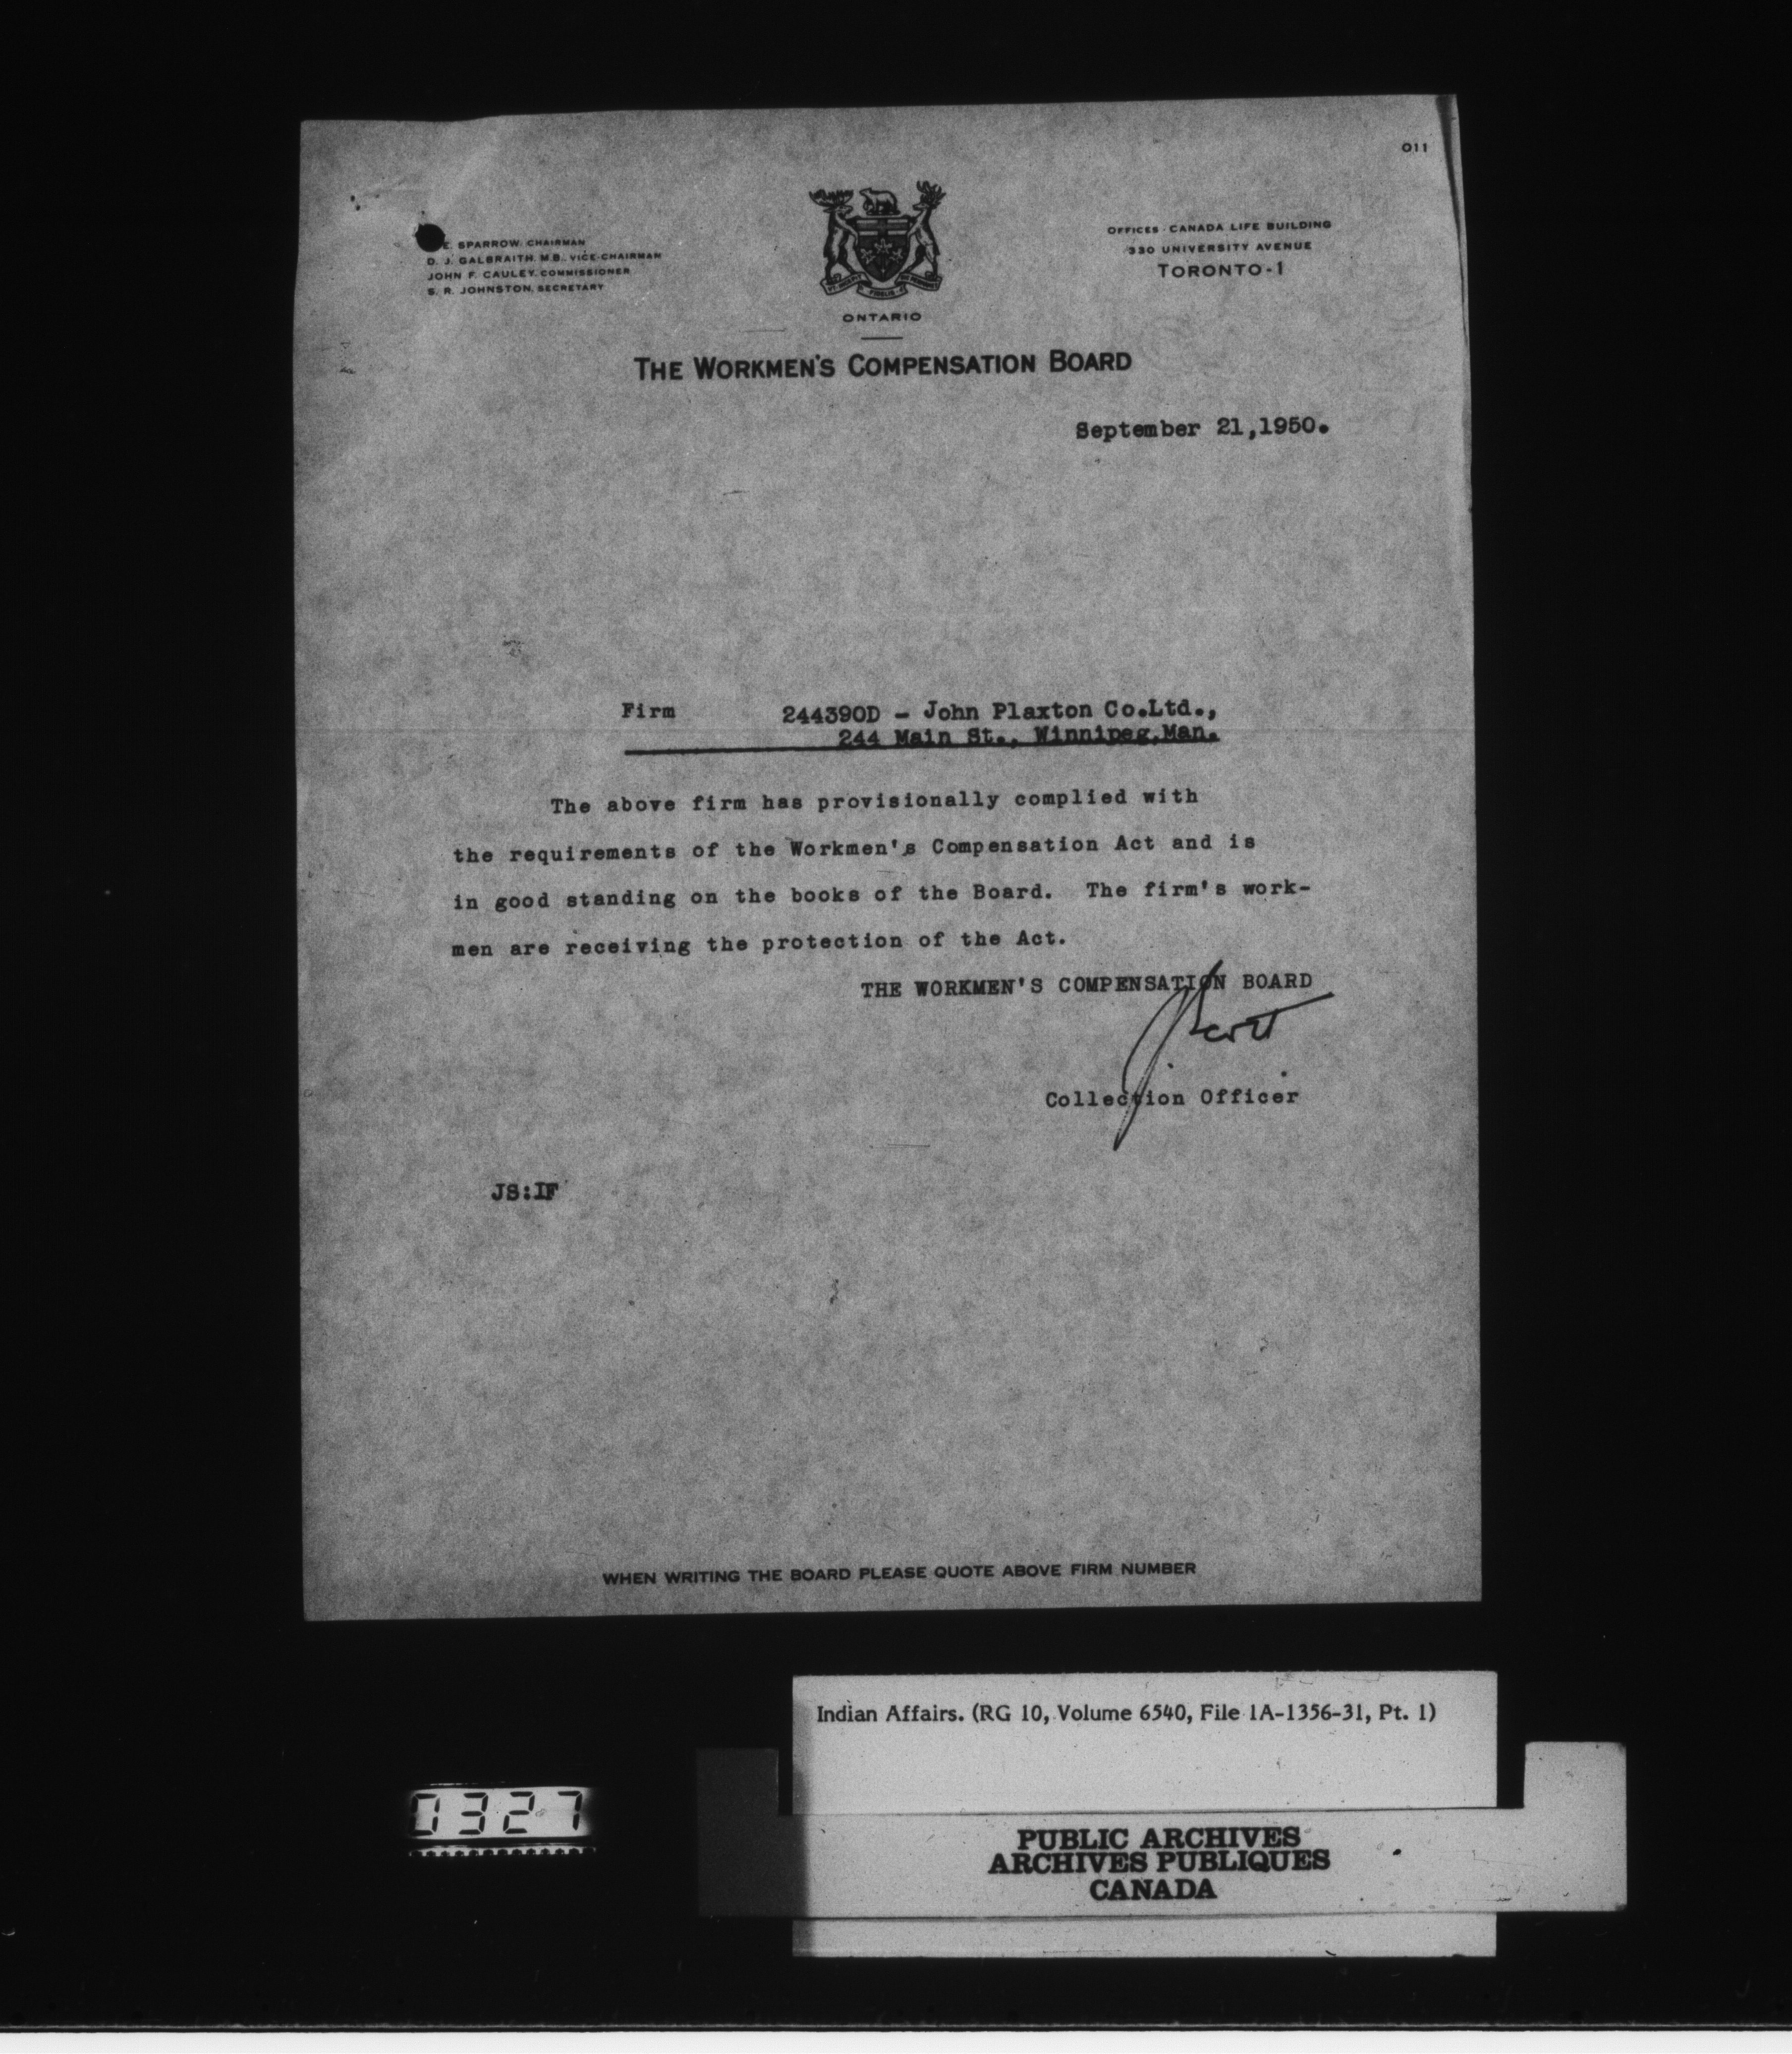 011
E. SPARROW, CHAIRMAN
D. J. GALBRAITH, M.B., VICE-CHAIRMAN
JOHN F. CAULEY, COMMISSIONER
S. R. JOHNSTON, SECRETARY
ONTARIO
OFFICES - CANADA LIFE BUILDING
330 UNIVERSITY AVENUE
TORONTO-1
THE WORKMEN'S COMPENSATION BOARD
September 21,1950.
Firm 244390D - John Plaxton Co.Ltd.,
244 Main St., Winnipeg,Man.
The above firm has provisionally complied with
the requirements of the Workmen's Compensation Act and is
in good standing on the books of the Board. The firm's work-
men are receiving the protection of the Act.
THE WORKMEN'S COMPENSATION BOARD
JScott
Collection Officer
JS:IF
WHEN WRITING THE BOARD PLEASE QUOTE ABOVE FIRM NUMBER
Indian Affairs. (RG 10, Volume 6540, File 1A-1356-31, Pt. 1)
0327
PUBLIC ARCHIVES
ARCHIVES PUBLIQUES
CANADA